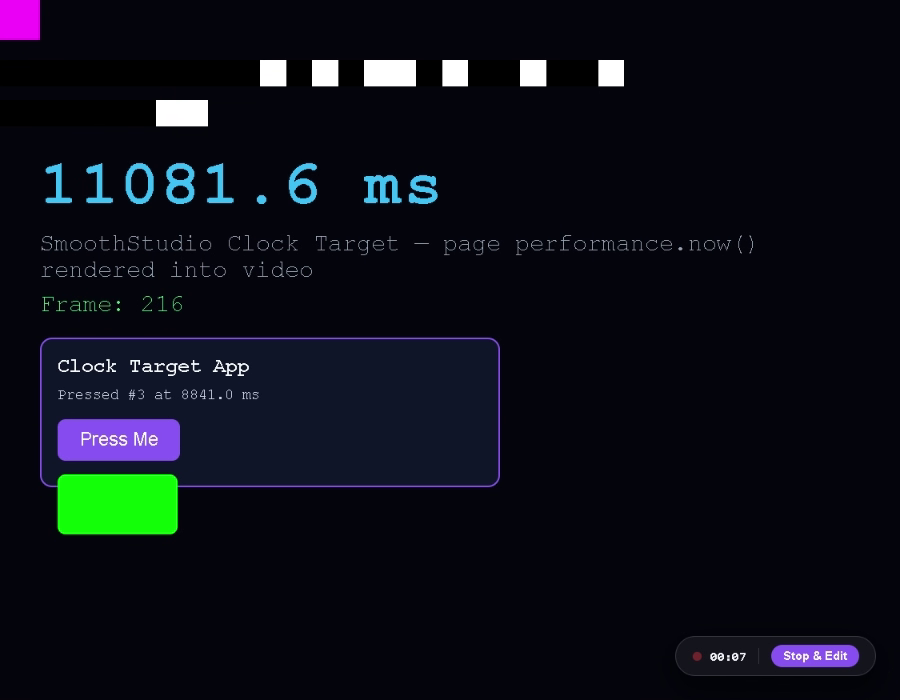 11081.6 ms
SmoothStudio Clock Target — page performance.now()
rendered into video
Frame: 216
Clock Target App
Pressed #3 at 8841.0 ms
Press Me
00:07 Stop & Edit